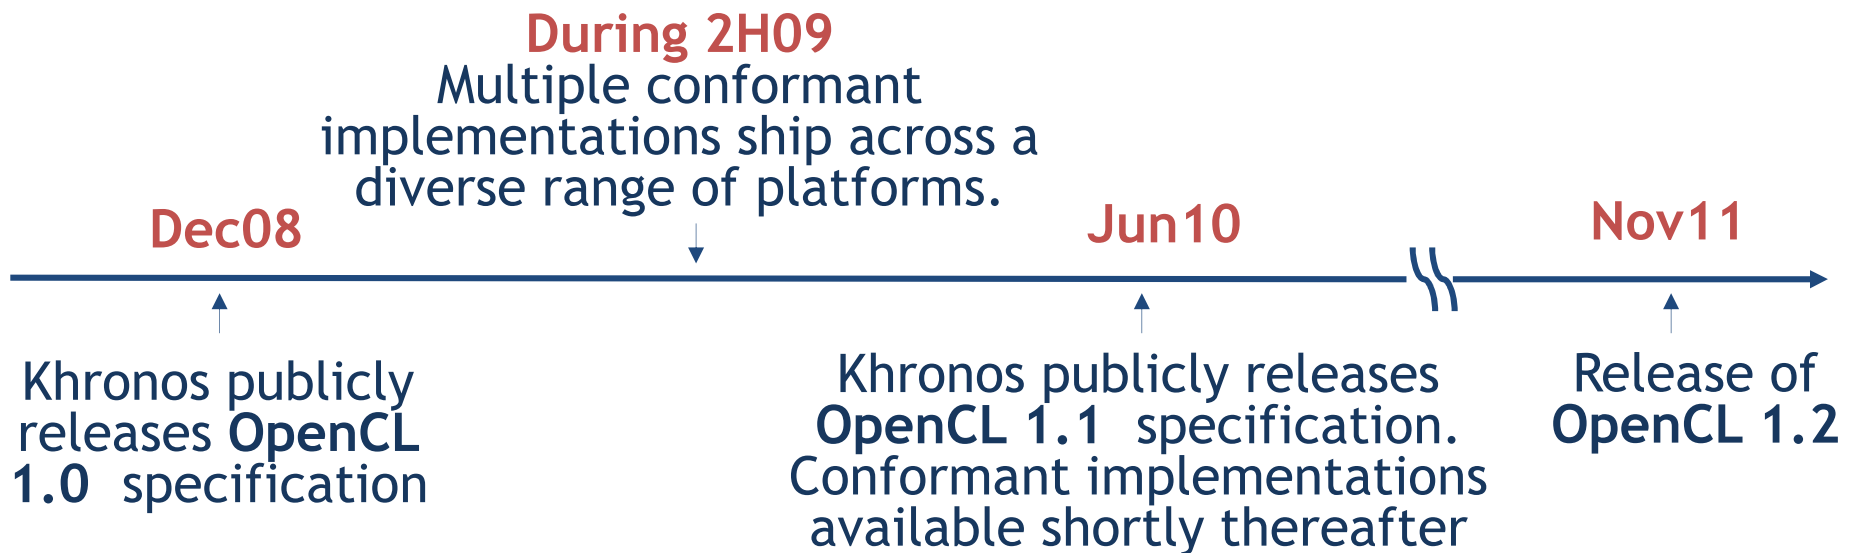 During 2H09
Multiple conformant
implementations ship across a
diverse range of platforms.
Dec08
Jun10
Nov11
Khronos publicly
releases OpenCL
1.0 specification
Khronos publicly releases
OpenCL 1.1 specification.
Conformant implementations
available shortly thereafter
Release of
OpenCL 1.2